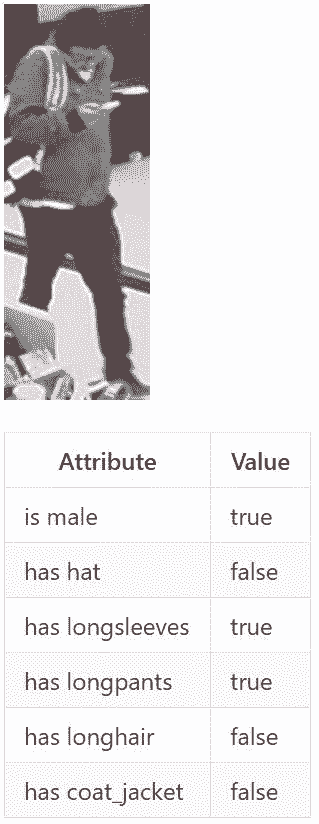 Attribute Value
is male true
has hat false
has longsleeves true
has longpants true
has longhair false
has coat_jacket false